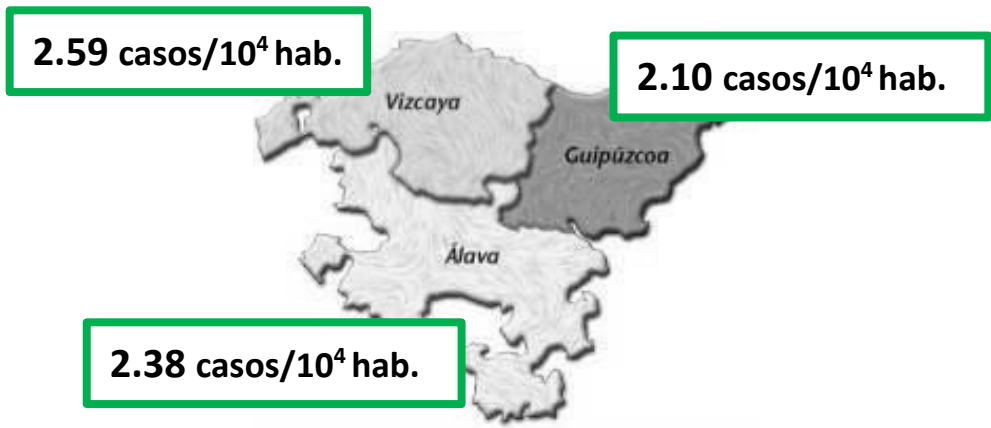 2.59 casos/10⁴ hab.
2.10 casos/10⁴ hab.
Vizcaya
Guipúzcoa
Álava
2.38 casos/10⁴ hab.